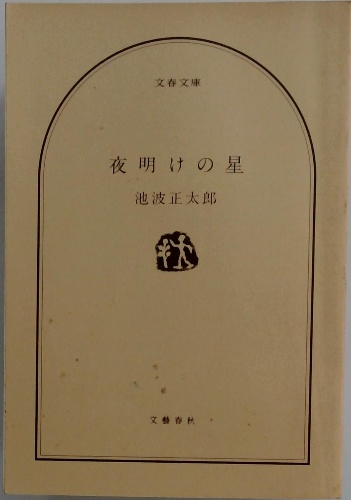 文春文庫
夜明けの星
池波正太郎
文藝春秋